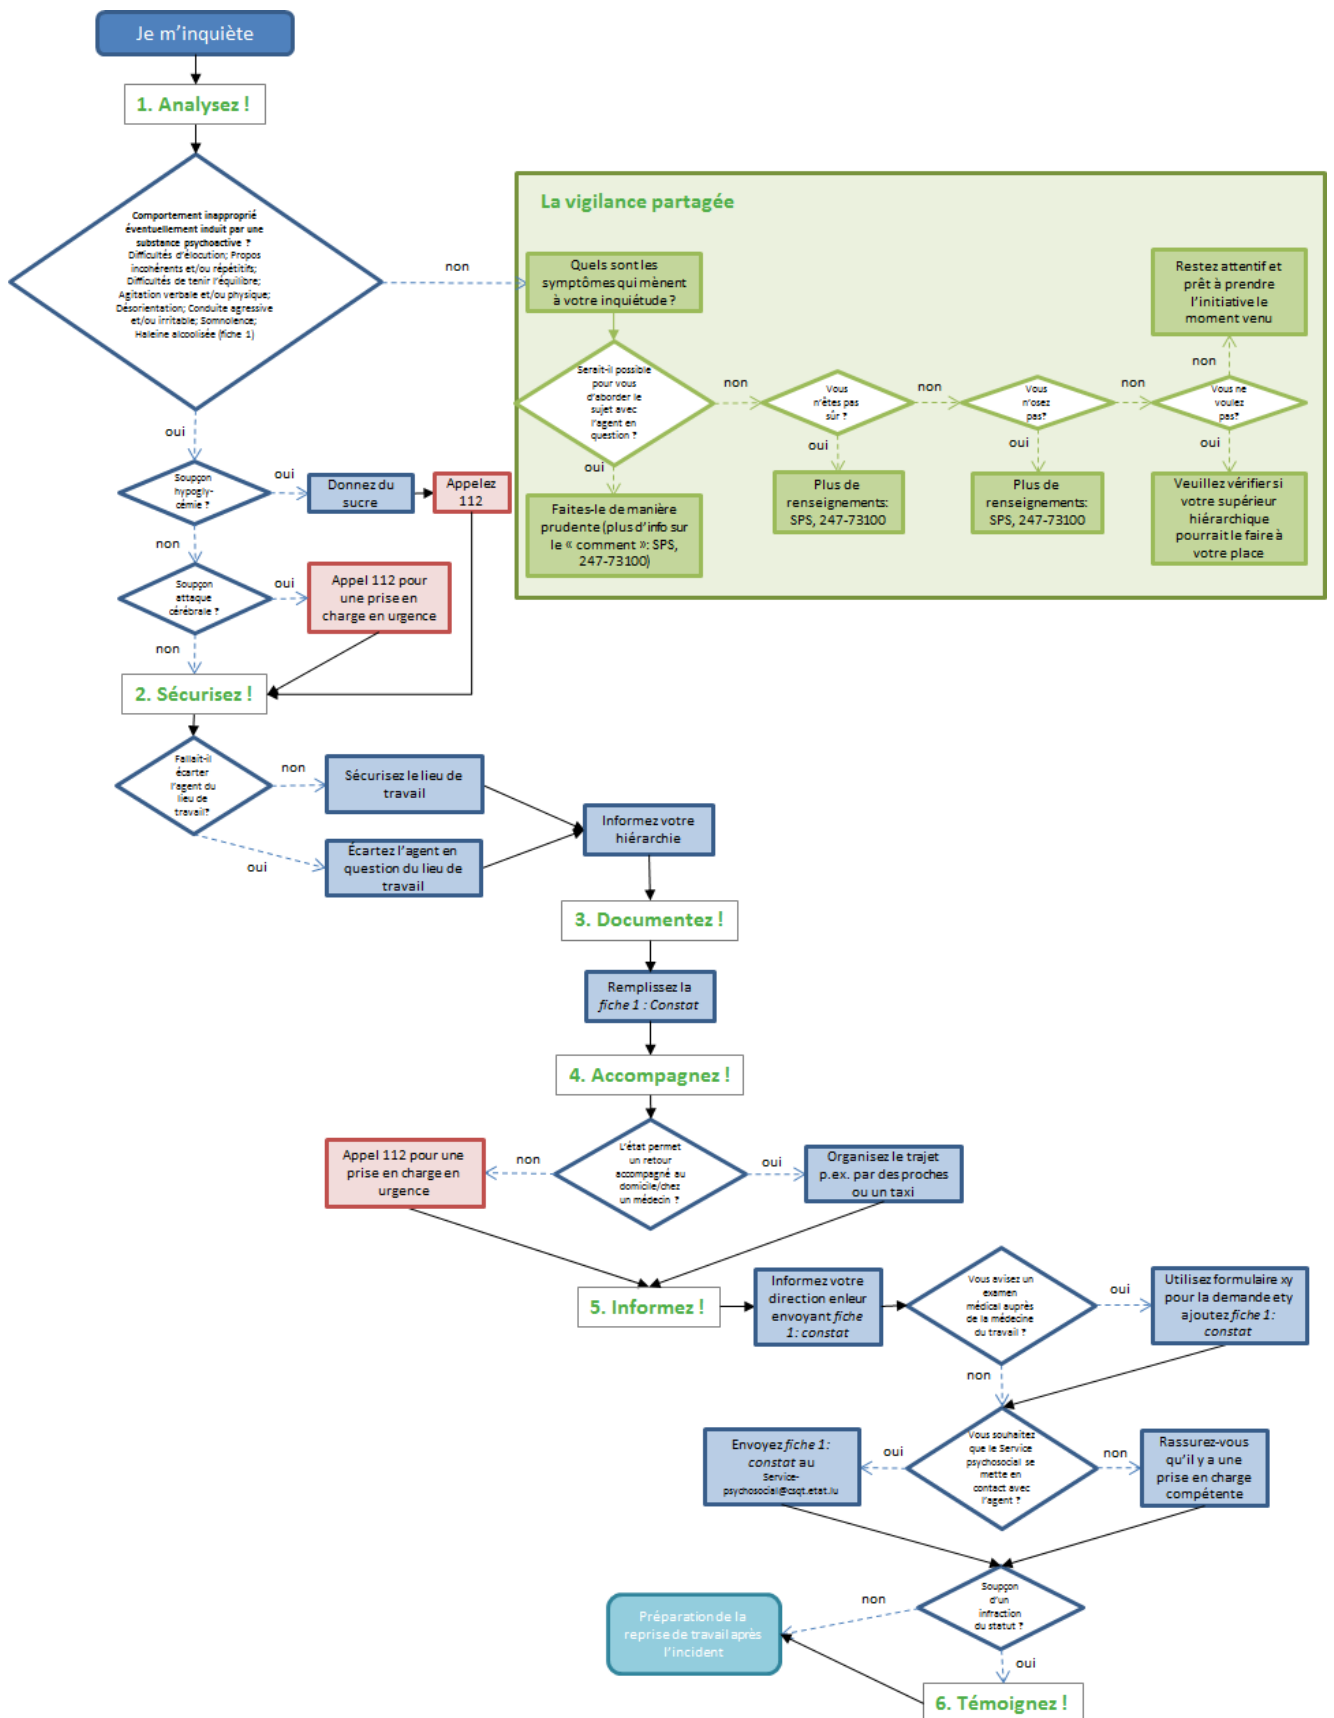 Je m'inquiète
1. Analysez !
Comportement inapproprié
éventuellement induit par une
substance psychoactive ?
Difficultés d'élocution; Propos
incohérents et/ou répétitifs;
Difficultés de tenir l'équilibre;
Agitation verbale et/ou physique;
Désorientation; Conduite agressive
et/ou irritable; Somnolence;
Haleine alcoolisée (fiche 1)
non
oui
La vigilance partagée
Quels sont les
symptômes qui mènent
à votre inquiétude ?
Serait-il possible
pour vous
d'aborder le
sujet avec
l'agent en
question ?
non
oui
Faites-le de manière
prudente (plus d'info sur
le « comment »: SPS,
247-73100)
Vous
n'êtes pas
sûr ?
non
oui
Plus de
renseignements:
SPS, 247-73100
Vous
n'osez
pas?
non
oui
Plus de
renseignements:
SPS, 247-73100
Vous ne
voulez
pas?
non
oui
Restez attentif et
prêt à prendre
l'initiative le
moment venu
Veuillez vérifier si
votre supérieur
hiérarchique
pourrait le faire à
votre place
Soupçon
hypogly-
cémie ?
oui
Donnez du
sucre
Appelez
112
non
Soupçon
attaque
cérébrale ?
oui
Appel 112 pour
une prise en
charge en urgence
non
2. Sécurisez !
Fallait-il
écarter
l'agent du
lieu de
travail?
non
Sécurisez le lieu de
travail
oui
Écartez l'agent en
question du lieu de
travail
Informez votre
hiérarchie
3. Documentez !
Remplissez la
fiche 1 : Constat
4. Accompagnez !
L'état permet
un retour
accompagné au
domicile/chez
un médecin ?
non
Appel 112 pour une
prise en charge en
urgence
oui
Organisez le trajet
p.ex. par des proches
ou un taxi
5. Informez !
Informez votre
direction enleur
envoyant fiche
1: constat
Vous avisez un
examen
médical auprès
de la médecine
du travail ?
oui
Utilisez formulaire xy
pour la demande ety
ajoutez fiche 1:
constat
non
Vous souhaitez
que le Service
psychosocial se
mette en
contact avec
l'agent ?
oui
Envoyez fiche 1:
constat au
Service-
psychosocial@csqt.etat.lu
non
Rassurez-vous
qu'il y a une
prise en charge
compétente
Soupçon
d'un
infraction
du statut ?
non
Préparation de la
reprise de travail après
l'incident
oui
6. Témoignez !